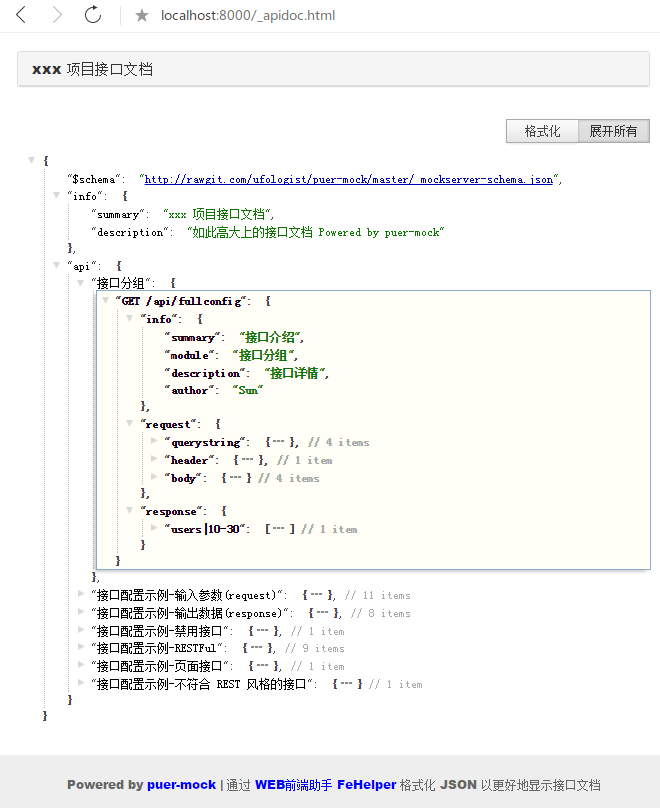 localhost:8000/_apidoc.html
xxx 项目接口文档
格式化 展开所有
{
"$schema": "http://rawgit.com/ufologist/puer-mock/master/_mockserver-schema.json",
"info": {
"summary": "xxx 项目接口文档",
"description": "如此高大上的接口文档 Powered by puer-mock"
},
"api": {
"接口分组": {
"GET /api/fullconfig": {
"info": {
"summary": "接口介绍",
"module": "接口分组",
"description": "接口详情",
"author": "Sun"
},
"request": {
"querystring": {...}, // 4 items
"header": {...}, // 1 item
"body": {...} // 4 items
},
"response": {
"users|10-30": [...] // 1 item
}
}
},
"接口配置示例-输入参数(request)": {...}, // 11 items
"接口配置示例-输出数据(response)": {...}, // 8 items
"接口配置示例-禁用接口": {...}, // 1 item
"接口配置示例-RESTFul": {...}, // 9 items
"接口配置示例-页面接口": {...}, // 1 item
"接口配置示例-不符合 REST 风格的接口": {...} // 1 item
}
}
Powered by puer-mock | 通过 WEB前端助手 FeHelper 格式化 JSON 以更好地显示接口文档